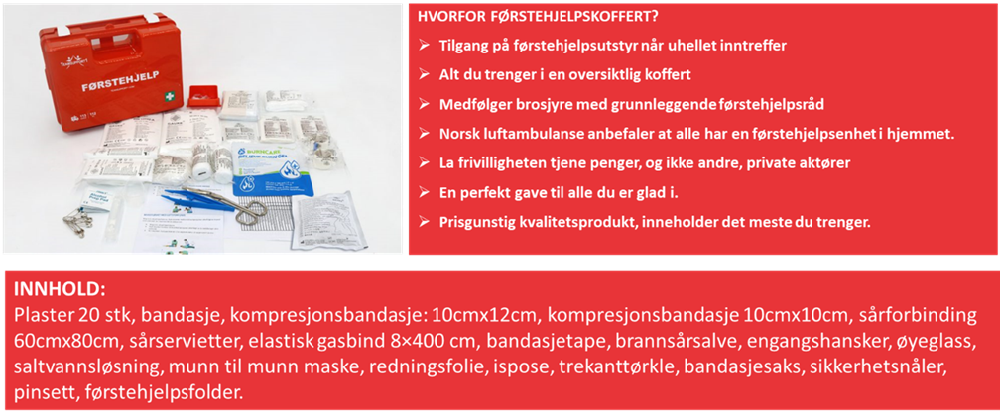 FØRSTEHJELP
BURNCARE
RELIEVE BURN GEL
HVORFOR FØRSTEHJELPSKOFFERT?
➢ Tilgang på førstehjelpsutstyr når uhellet inntreffer
➢ Alt du trenger i en oversiktlig koffert
➢ Medfølger brosjyre med grunnleggende førstehjelpsråd
➢ Norsk luftambulanse anbefaler at alle har en førstehjelpsenhet i hjemmet.
➢ La frivilligheten tjene penger, og ikke andre, private aktører
➢ En perfekt gave til alle du er glad i.
➢ Prisgunstig kvalitetsprodukt, inneholder det meste du trenger.
INNHOLD:
Plaster 20 stk, bandasje, kompresjonsbandasje: 10cmx12cm, kompresjonsbandasje 10cmx10cm, sårforbinding
60cmx80cm, sårservietter, elastisk gasbind 8×400 cm, bandasjetape, brannsårsalve, engangshansker, øyeglass,
saltvannsløsning, munn til munn maske, redningsfolie, ispose, trekanttørkle, bandasjesaks, sikkerhetsnåler,
pinsett, førstehjelpsfolder.